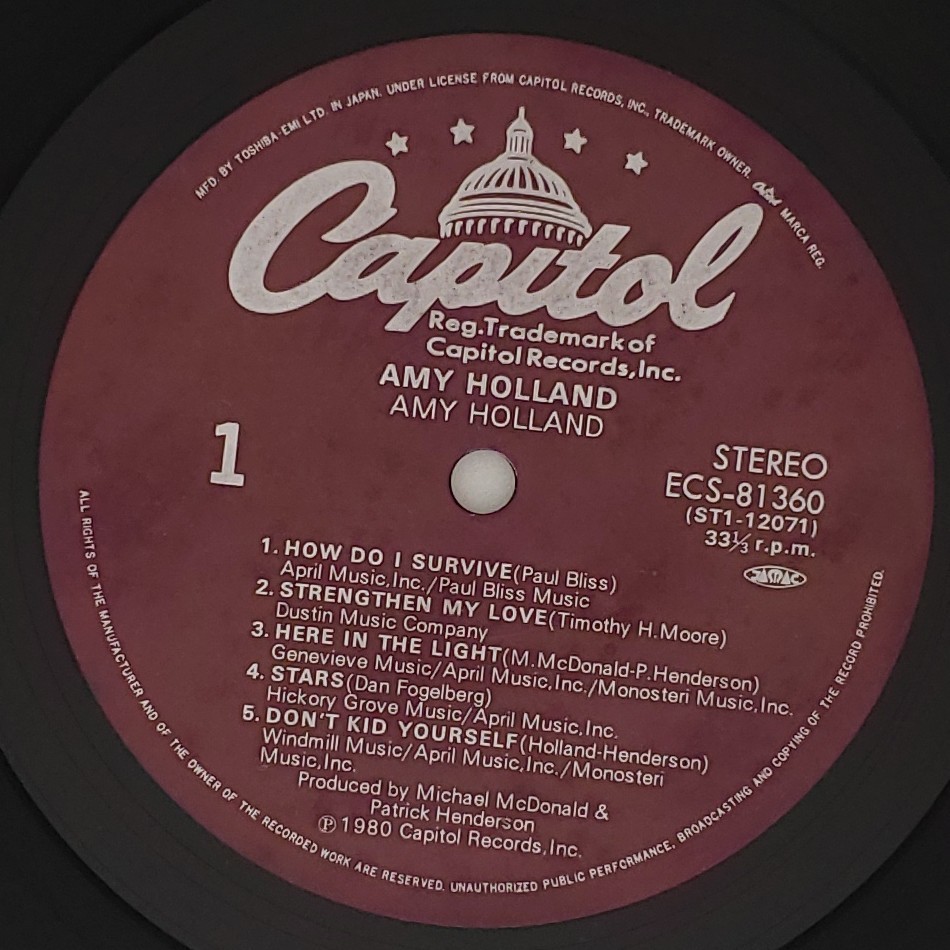 MFD. BY TOSHIBA-EMI LTD. IN JAPAN. UNDER LICENSE FROM CAPITOL RECORDS, INC., TRADEMARK OWNER. Capitol MARCA REG.
Capitol
Reg.Trademark of
Capitol Records,Inc.
AMY HOLLAND
AMY HOLLAND
1
STEREO
ECS-81360
(ST1-12071)
33⅓ r.p.m.
JASRAC
1. HOW DO I SURVIVE(Paul Bliss)
April Music,Inc./Paul Bliss Music
2. STRENGTHEN MY LOVE(Timothy H.Moore)
Dustin Music Company
3. HERE IN THE LIGHT(M.McDonald-P.Henderson)
Genevieve Music/April Music,Inc./Monosteri Music,Inc.
4. STARS(Dan Fogelberg)
Hickory Grove Music/April Music,Inc.
5. DON'T KID YOURSELF(Holland-Henderson)
Windmill Music/April Music,Inc./Monosteri
Music,Inc.
Produced by Michael McDonald &
Patrick Henderson
℗1980 Capitol Records,Inc.
ALL RIGHTS OF THE MANUFACTURER AND OF THE OWNER OF THE RECORDED WORK ARE RESERVED. UNAUTHORIZED PUBLIC PERFORMANCE, BROADCASTING AND COPYING OF THE RECORD PROHIBITED.